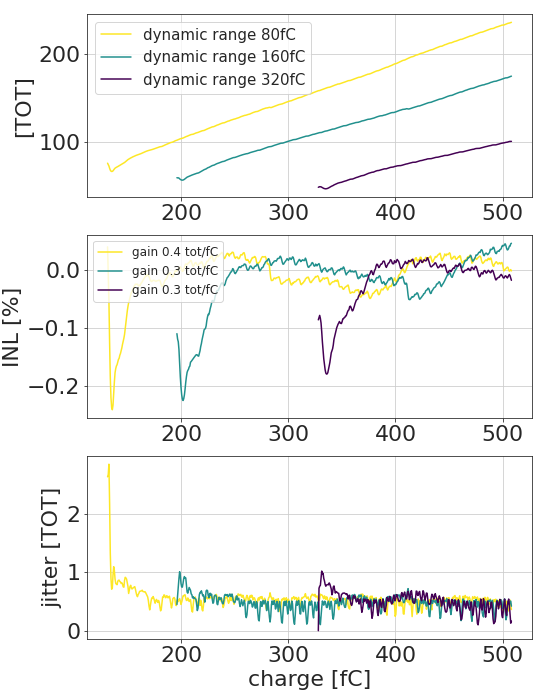 dynamic range 80fC
dynamic range 160fC
dynamic range 320fC
[TOT]
200
100
200 300 400 500
gain 0.4 tot/fC
gain 0.3 tot/fC
gain 0.3 tot/fC
INL [%]
0.0
−0.1
−0.2
200 300 400 500
jitter [TOT]
2
1
0
200 300 400 500
charge [fC]